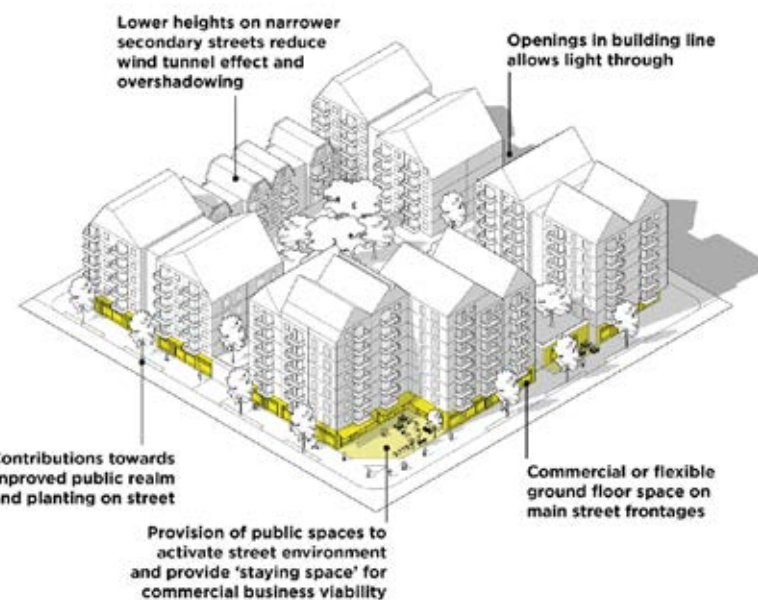 Lower heights on narrower
secondary streets reduce
wind tunnel effect and
overshadowing
Openings in building line
allows light through
Contributions towards
improved public realm
and planting on street
Provision of public spaces to
activate street environment
and provide ‘staying space’ for
commercial business viability
Commercial or flexible
ground floor space on
main street frontages